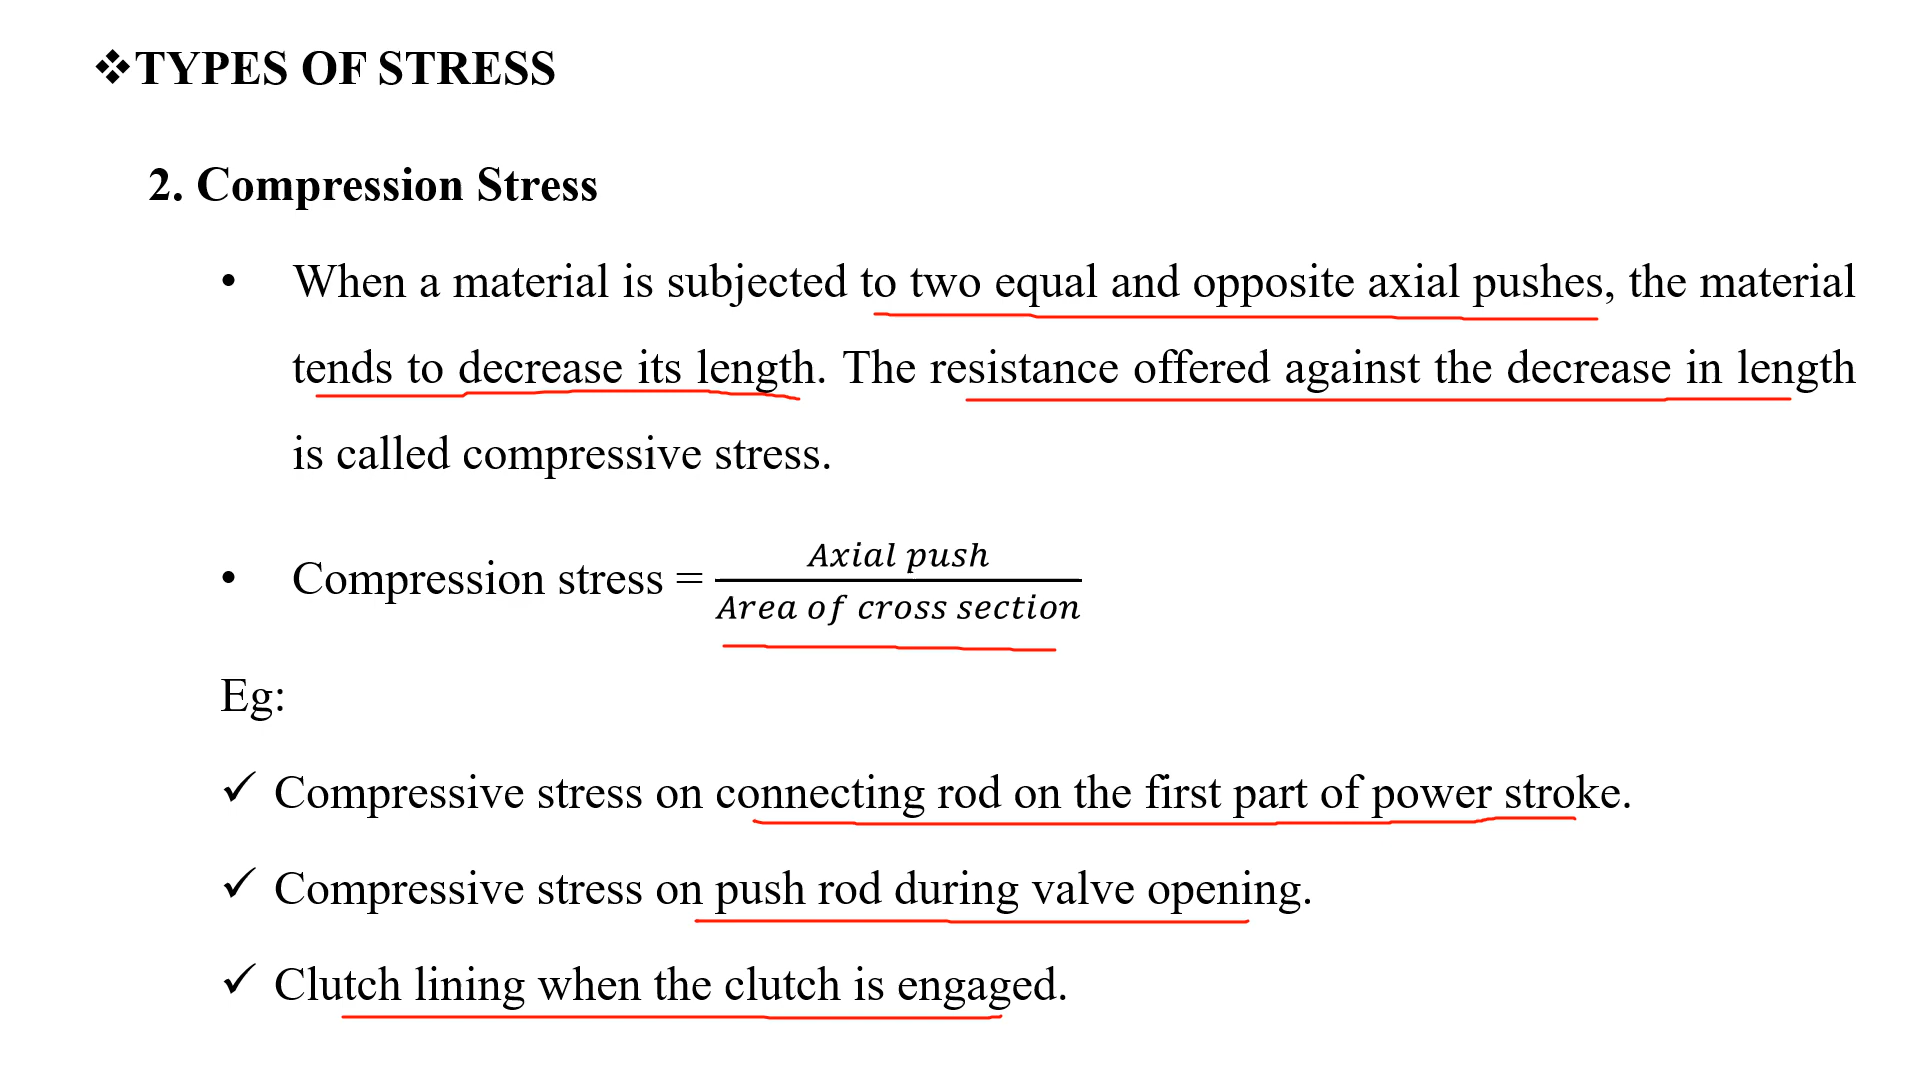 ❖TYPES OF STRESS
2. Compression Stress
• When a material is subjected to two equal and opposite axial pushes, the material
tends to decrease its length. The resistance offered against the decrease in length
is called compressive stress.
• Compression stress = Axial push / Area of cross section
Eg:
✓ Compressive stress on connecting rod on the first part of power stroke.
✓ Compressive stress on push rod during valve opening.
✓ Clutch lining when the clutch is engaged.